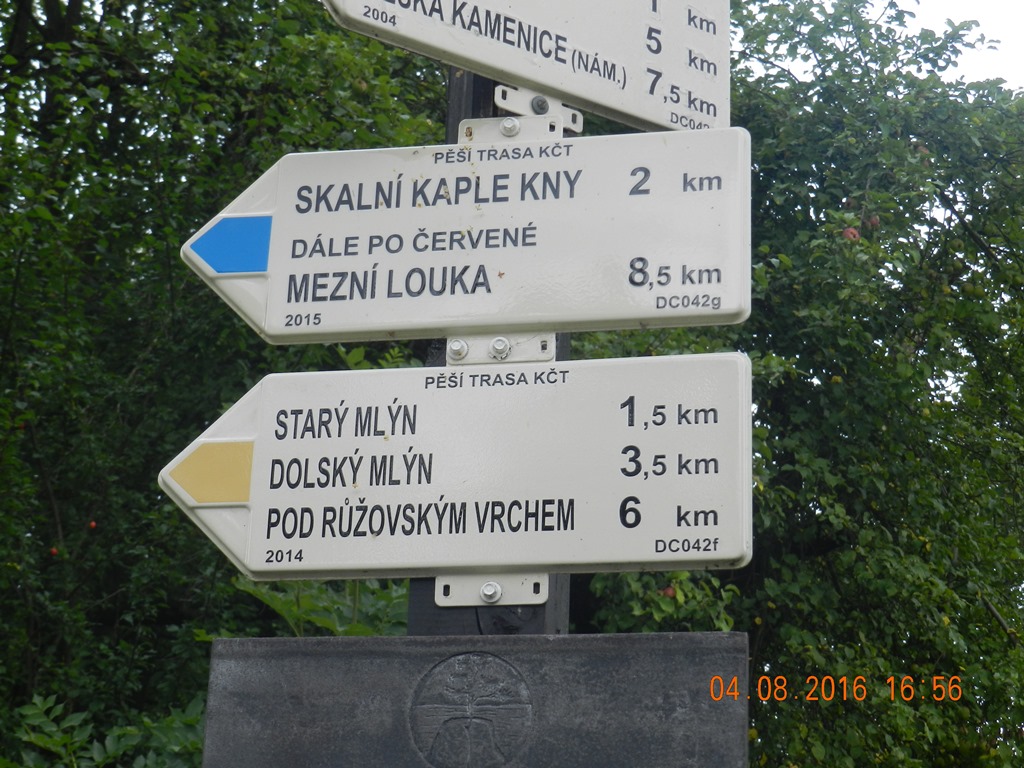 1 km
5 km
KAMENICE (NÁM.) 7,5 km
2004
PĚŠÍ TRASA KČT
SKALNÍ KAPLE KNY 2 km
DÁLE PO ČERVENÉ
MEZNÍ LOUKA 8,5 km
2015 DC042g
PĚŠÍ TRASA KČT
STARÝ MLÝN 1,5 km
DOLSKÝ MLÝN 3,5 km
POD RŮŽOVSKÝM VRCHEM 6 km
2014 DC042f
04.08.2016 16:56